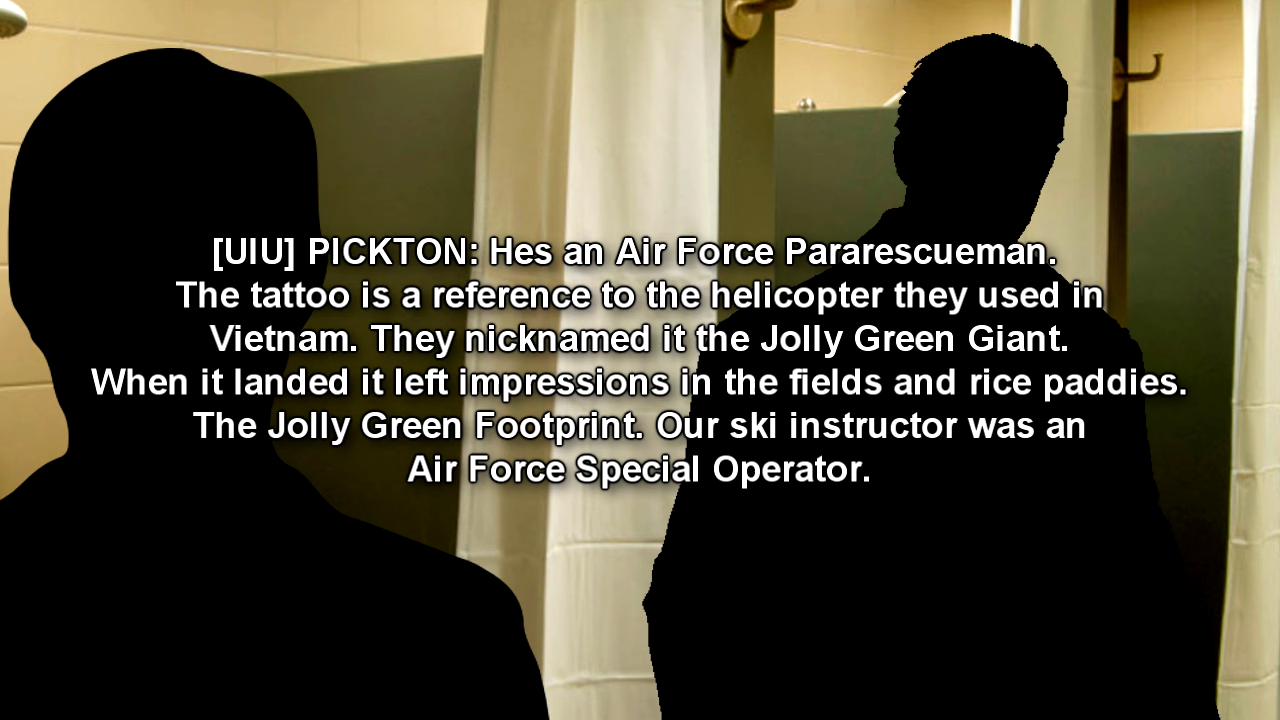 [UIU] PICKTON: Hes an Air Force Pararescueman.
The tattoo is a reference to the helicopter they used in
Vietnam. They nicknamed it the Jolly Green Giant.
When it landed it left impressions in the fields and rice paddies.
The Jolly Green Footprint. Our ski instructor was an
Air Force Special Operator.